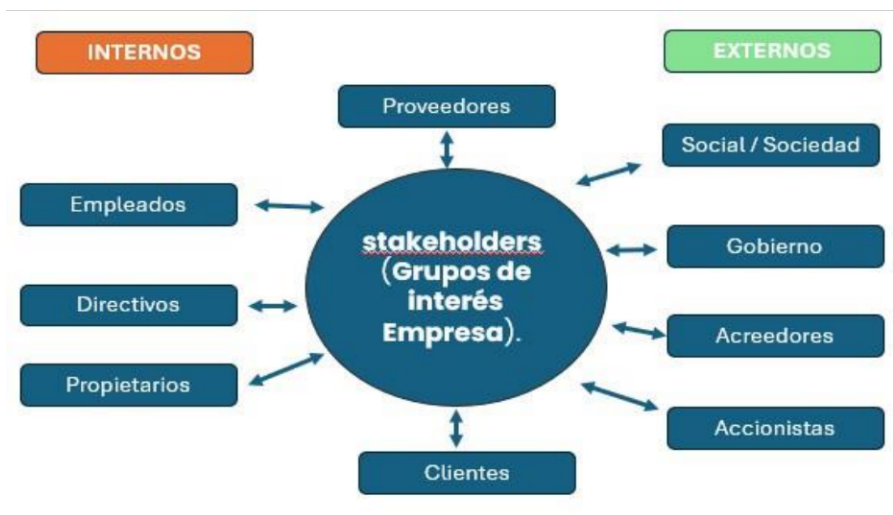 INTERNOS
EXTERNOS
Proveedores
Social / Sociedad
Empleados
Gobierno
stakeholders
(Grupos de
interés
Empresa).
Directivos
Acreedores
Propietarios
Accionistas
Clientes